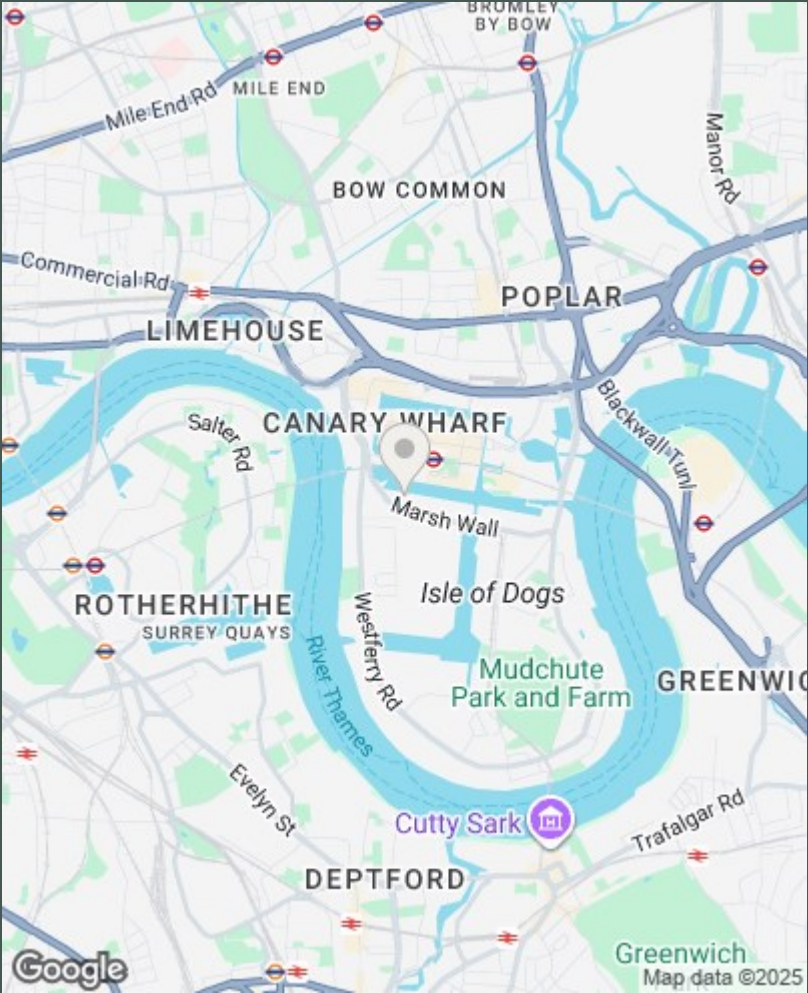 BROMLEY
BY BOW
Mile End Rd
MILE END
Manor Rd
BOW COMMON
Commercial Rd
POPLAR
LIMEHOUSE
Blackwall Tunl
CANARY WHARF
Salter Rd
Marsh Wall
Isle of Dogs
ROTHERHITHE
SURREY QUAYS
Westferry Rd
River Thames
Mudchute
Park and Farm
GREENWIC
Evelyn St
Cutty Sark
Trafalgar Rd
DEPTFORD
Greenwich
Google
Map data ©2025